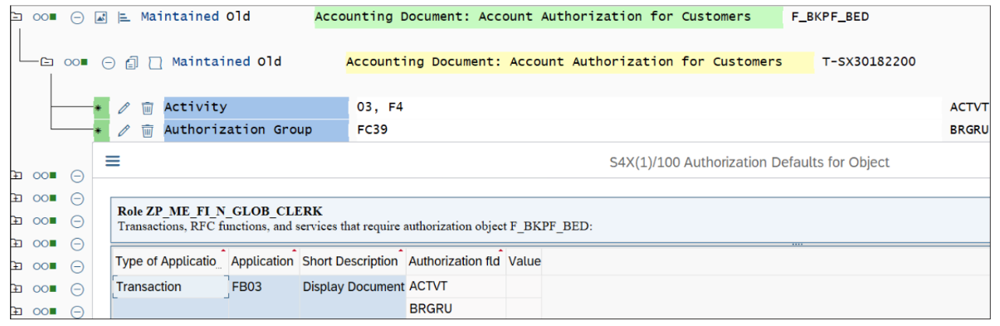 Maintained Old Accounting Document: Account Authorization for Customers F_BKPF_BED
Maintained Old Accounting Document: Account Authorization for Customers T-SX30182200
* Activity 03, F4 ACTVT
* Authorization Group FC39 BRGRU
S4X(1)/100 Authorization Defaults for Object
Role ZP_ME_FI_N_GLOB_CLERK
Transactions, RFC functions, and services that require authorization object F_BKPF_BED:
Type of Applicatio... Application Short Description Authorization fld Value
Transaction FB03 Display Document ACTVT
BRGRU